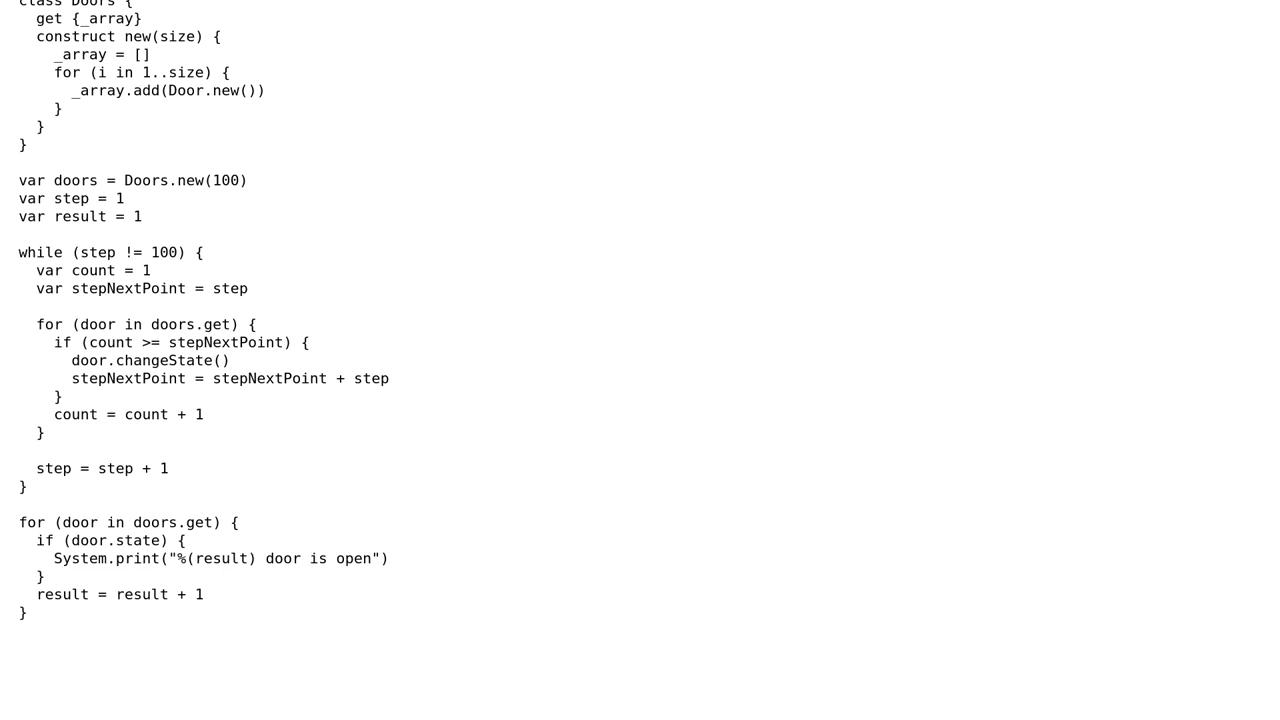 class Doors {
  get {_array}
  construct new(size) {
    _array = []
    for (i in 1..size) {
      _array.add(Door.new())
    }
  }
}

var doors = Doors.new(100)
var step = 1
var result = 1

while (step != 100) {
  var count = 1
  var stepNextPoint = step

  for (door in doors.get) {
    if (count >= stepNextPoint) {
      door.changeState()
      stepNextPoint = stepNextPoint + step
    }
    count = count + 1
  }

  step = step + 1
}

for (door in doors.get) {
  if (door.state) {
    System.print("%(result) door is open")
  }
  result = result + 1
}